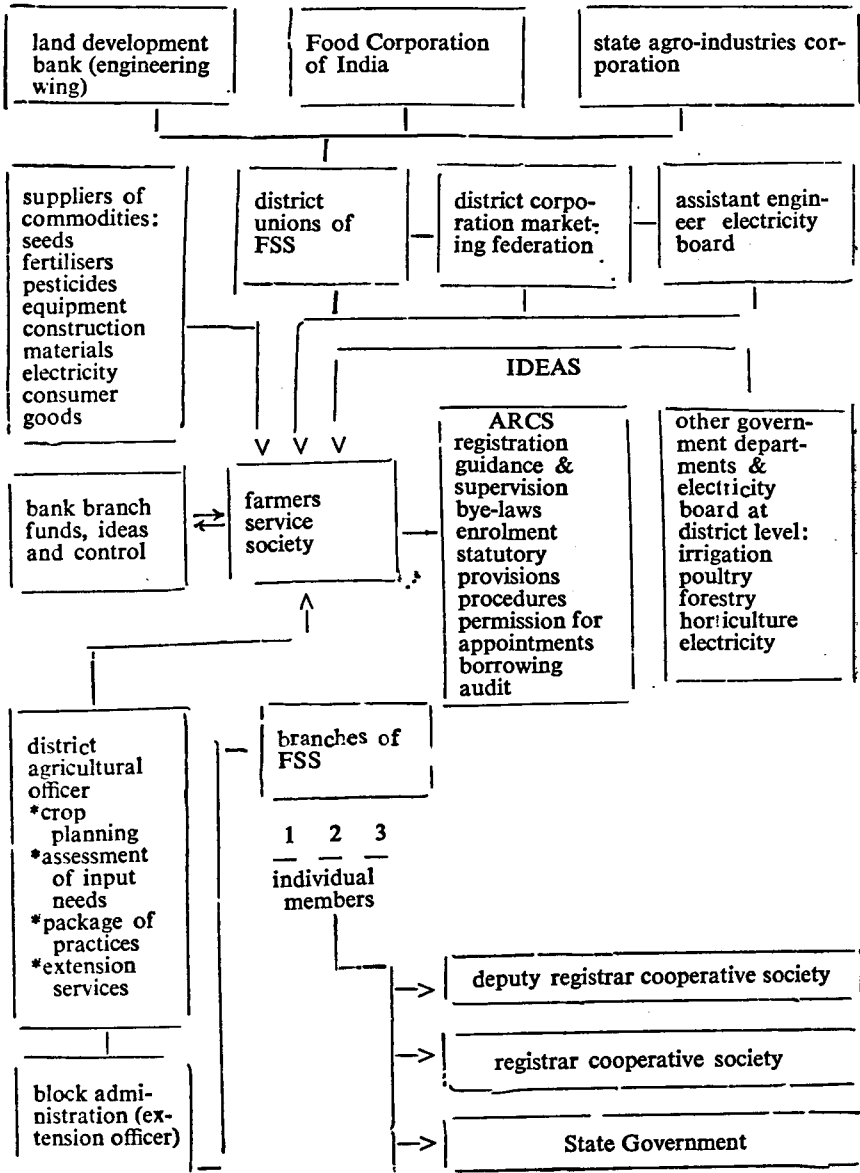 land development
bank (engineering
wing)
Food Corporation
of India
state agro-industries cor-
poration
suppliers of
commodities:
seeds
fertilisers
pesticides
equipment
construction
materials
electricity
consumer
goods
district
unions of
FSS
district corpo-
ration market-
ing federation
assistant engin-
eer electricity
board
IDEAS
bank branch
funds, ideas
and control
farmers
service
society
ARCS
registration
guidance &
supervision
bye-laws
enrolment
statutory
provisions
procedures
permission for
appointments
borrowing
audit
other govern-
ment depart-
ments &
electricity
board at
district level:
irrigation
poultry
forestry
horticulture
electricity
district
agricultural
officer
*crop
planning
*assessment
of input
needs
*package of
practices
*extension
services
branches of
FSS
1 2 3
individual
members
block admi-
nistration (ex-
tension officer)
deputy registrar cooperative society
registrar cooperative society
State Government